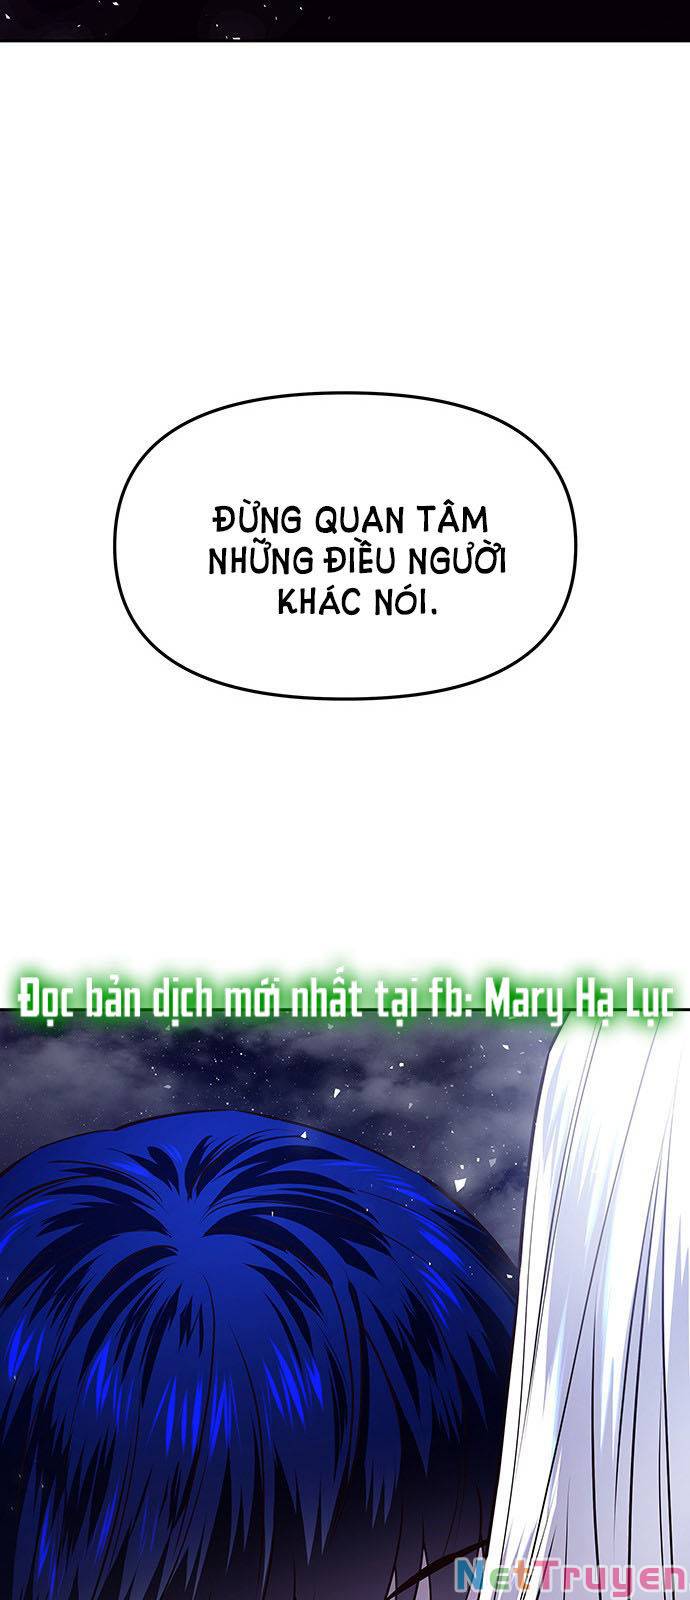 ĐỪNG QUAN TÂM
NHỮNG ĐIỀU NGƯỜI
KHÁC NÓI.
Đọc bản dịch mới nhất tại fb: Mary Hạ Lục
NetTruyen